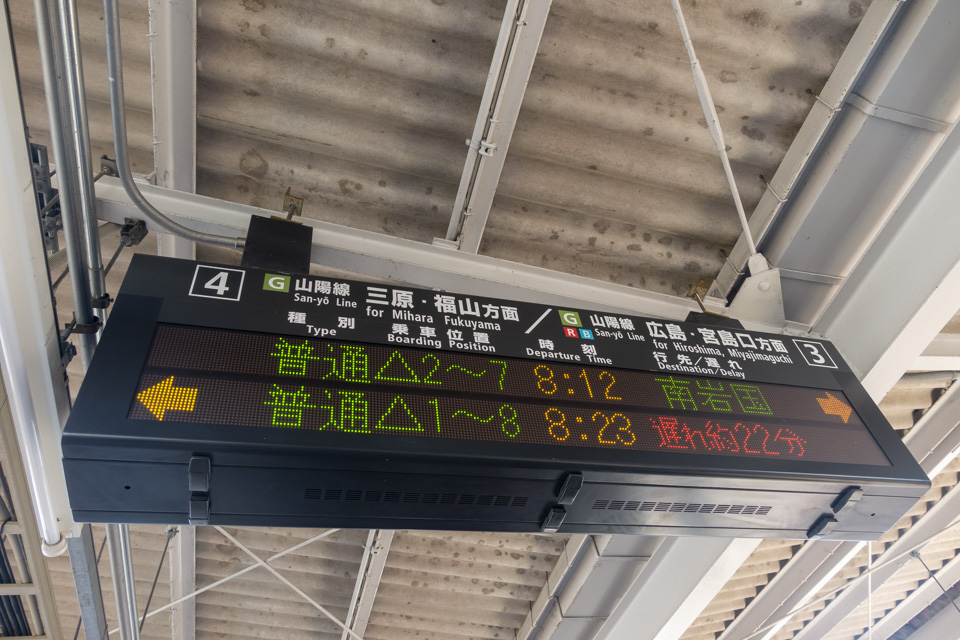 4 G 山陽線 San-yō Line 三原・福山方面 for Mihara Fukuyama / G R B 山陽線 San-yō Line 広島・宮島口方面 for Hiroshima, Miyajimaguchi 3
種別 Type 乗車位置 Boarding Position 時刻 Departure Time 行先/遅れ Destination/Delay
普通 △2～7 8:12 南岩国
普通 △1～8 8:23 遅れ約22分